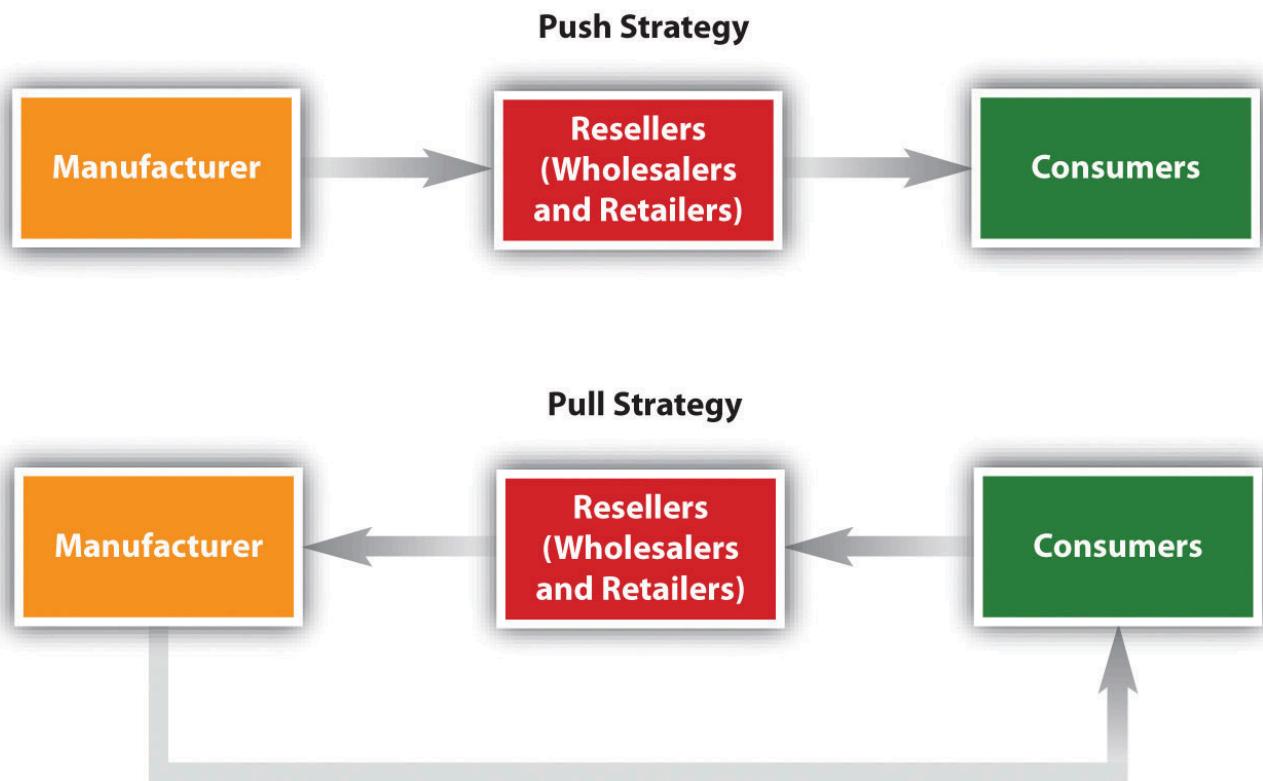 Push Strategy
Manufacturer
Resellers
(Wholesalers
and Retailers)
Consumers
Pull Strategy
Manufacturer
Resellers
(Wholesalers
and Retailers)
Consumers